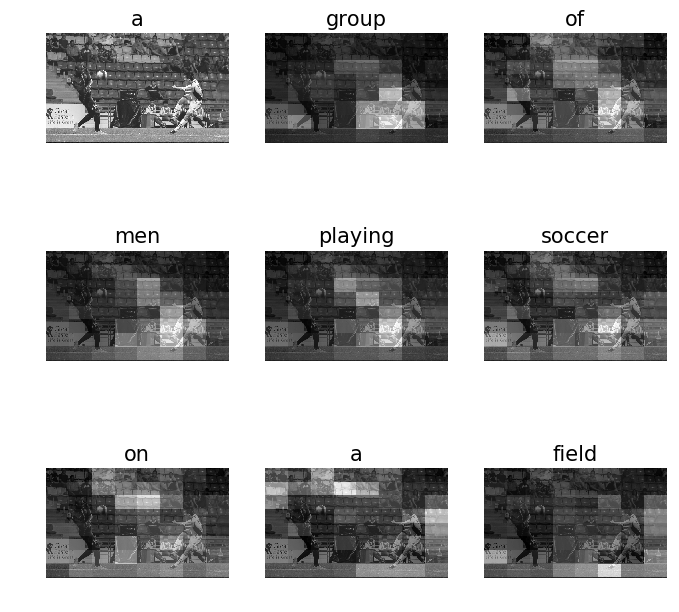 a group of
men playing soccer
on a field